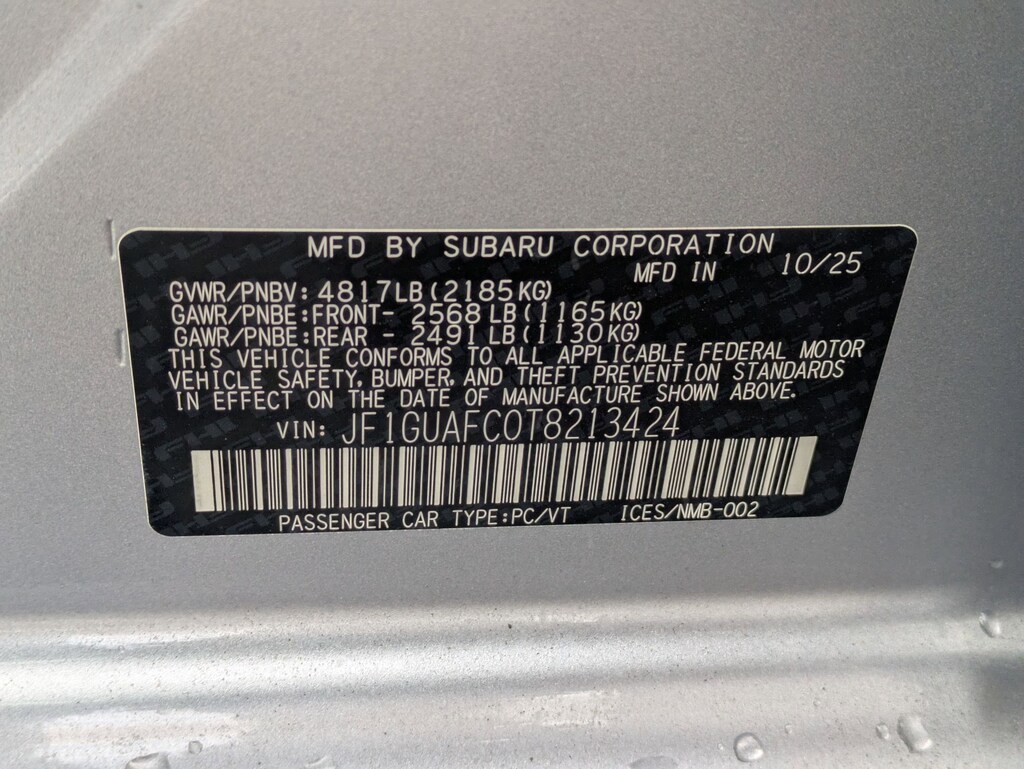 MFD BY SUBARU CORPORATION
MFD IN 10/25
GVWR/PNBV: 4817LB (2185KG)
GAWR/PNBE:FRONT- 2568 LB (1165KG)
GAWR/PNBE:REAR - 2491 LB (1130KG)
THIS VEHICLE CONFORMS TO ALL APPLICABLE FEDERAL MOTOR
VEHICLE SAFETY, BUMPER, AND THEFT PREVENTION STANDARDS
IN EFFECT ON THE DATE OF MANUFACTURE SHOWN ABOVE.
VIN: JF1GUAFC0T8213424
PASSENGER CAR TYPE:PC/VT ICES/NMB-002